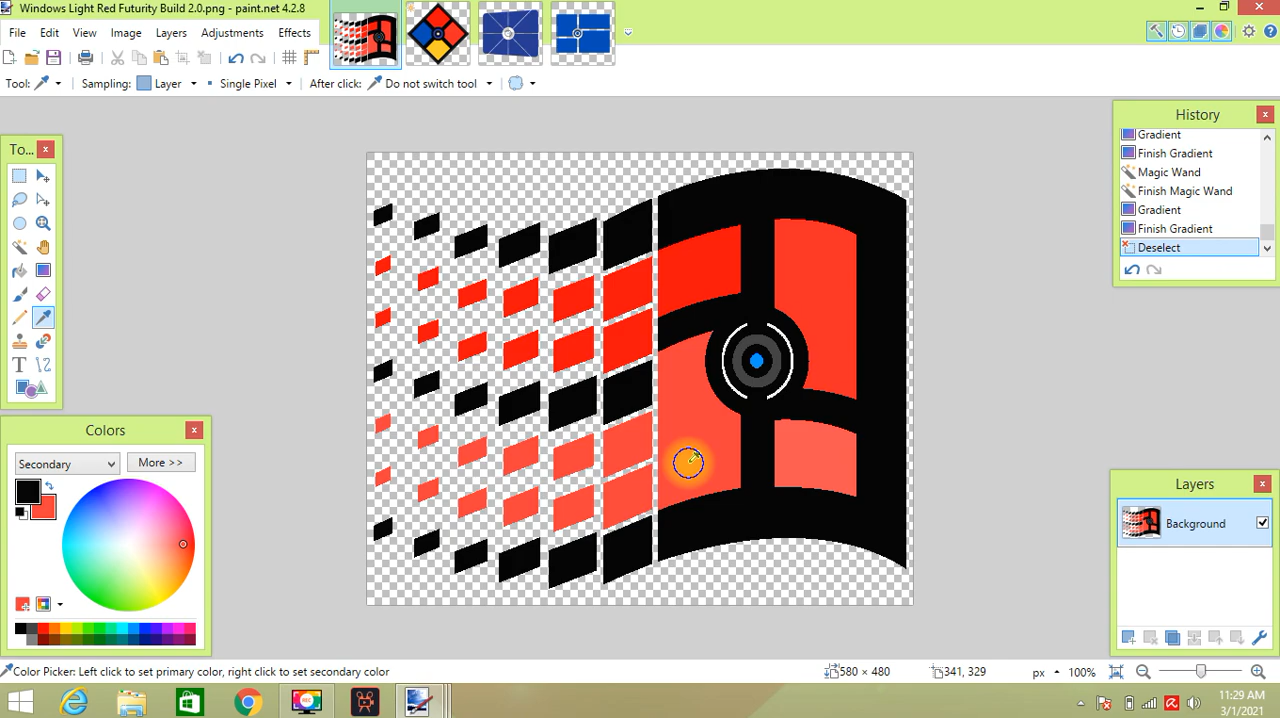 Windows Light Red Futurity Build 2.0.png - paint.net 4.2.8
File Edit View Image Layers Adjustments Effects
Tool: Sampling: Layer Single Pixel After click: Do not switch tool
To...
History
Gradient
Finish Gradient
Magic Wand
Finish Magic Wand
Gradient
Finish Gradient
Deselect
Colors
Secondary
More >>
Layers
Background
Color Picker: Left click to set primary color, right click to set secondary color
580 × 480
341, 329
px
100%
REC
11:29 AM
3/1/2021